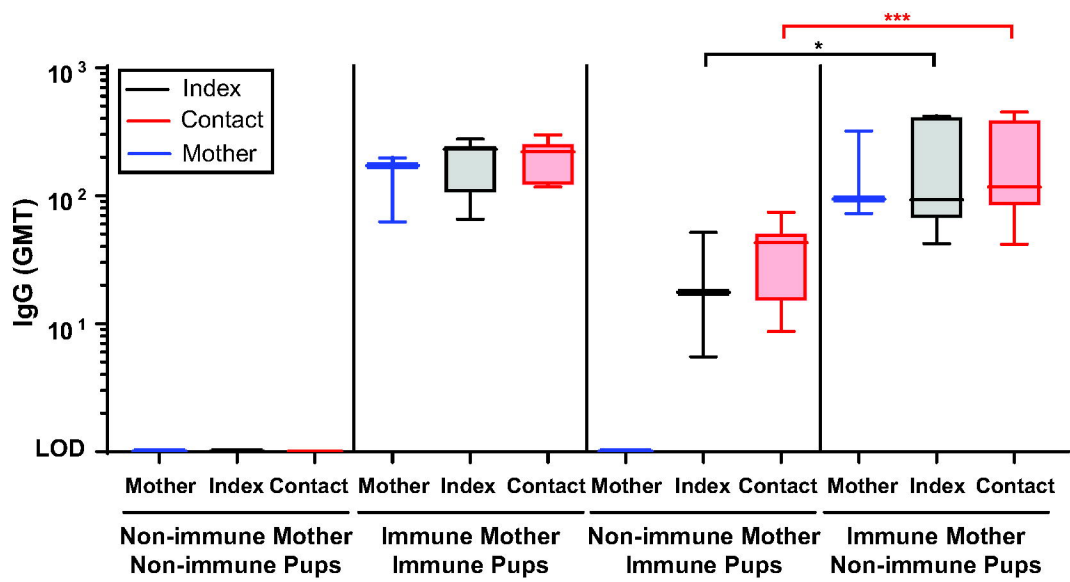 ***
*
10³
Index
Contact
Mother
10²
10¹
LOD
IgG (GMT)
Mother Index Contact Mother Index Contact Mother Index Contact Mother Index Contact
Non-immune Mother Immune Mother Non-immune Mother Immune Mother
Non-immune Pups Immune Pups Immune Pups Non-immune Pups